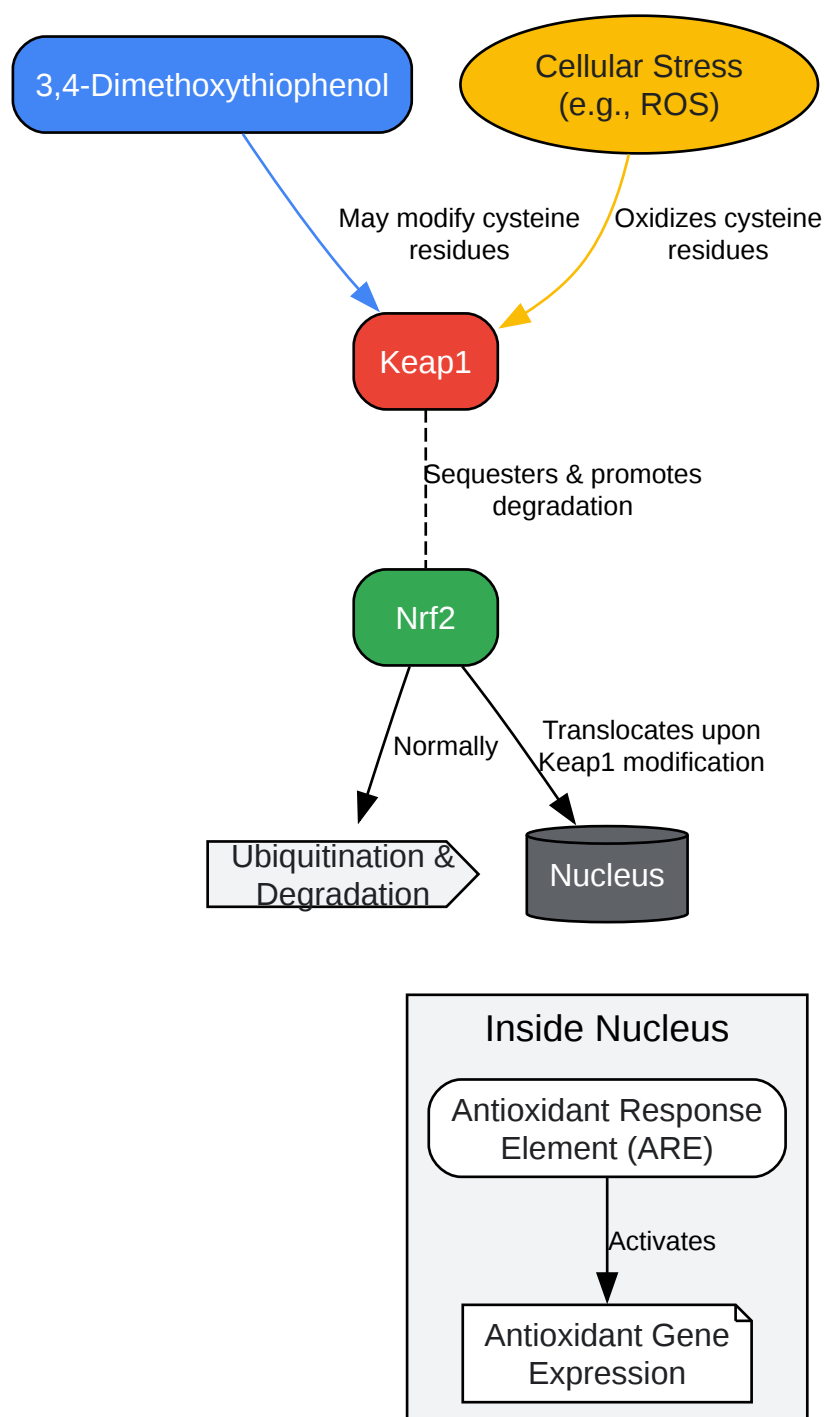 3,4-Dimethoxythiophenol
Cellular Stress
(e.g., ROS)
May modify cysteine
residues
Oxidizes cysteine
residues
Keap1
Sequesters & promotes
degradation
Nrf2
Normally
Translocates upon
Keap1 modification
Ubiquitination &
Degradation
Nucleus
Inside Nucleus
Antioxidant Response
Element (ARE)
Activates
Antioxidant Gene
Expression